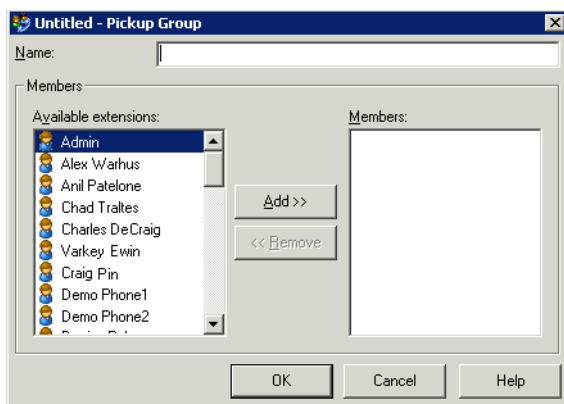 Untitled - Pickup Group
Name:
Members
Available extensions:
Members:
Admin
Alex Warhus
Anil Patelone
Chad Traltes
Charles DeCraig
Varkey Ewin
Craig Pin
Demo Phone1
Demo Phone2
Add >>
<< Remove
OK
Cancel
Help